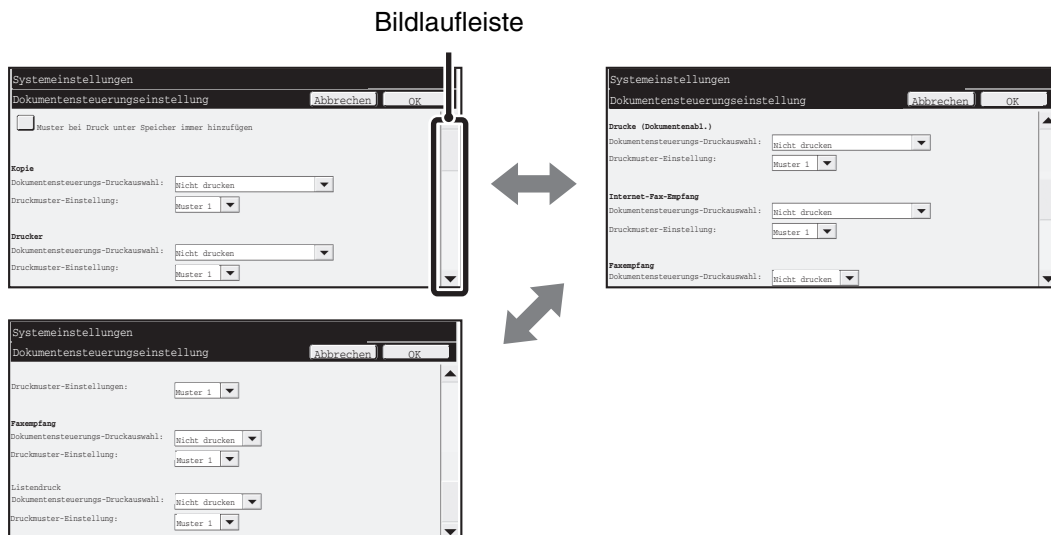 Bildlaufleiste
Systemeinstellungen
Dokumentensteuerungseinstellung Abbrechen OK
Muster bei Druck unter Speicher immer hinzufügen
Kopie
Dokumentensteuerungs-Druckauswahl: Nicht drucken
Druckmuster-Einstellung: Muster 1
Drucker
Dokumentensteuerungs-Druckauswahl: Nicht drucken
Druckmuster-Einstellung: Muster 1
Systemeinstellungen
Dokumentensteuerungseinstellung Abbrechen OK
Drucke (Dokumentenabl.)
Dokumentensteuerungs-Druckauswahl: Nicht drucken
Druckmuster-Einstellung: Muster 1
Internet-Fax-Empfang
Dokumentensteuerungs-Druckauswahl: Nicht drucken
Druckmuster-Einstellung: Muster 1
Faxempfang
Dokumentensteuerungs-Druckauswahl: Nicht drucken
Systemeinstellungen
Dokumentensteuerungseinstellung Abbrechen OK
Druckmuster-Einstellungen: Muster 1
Faxempfang
Dokumentensteuerungs-Druckauswahl: Nicht drucken
Druckmuster-Einstellung: Muster 1
Listendruck
Dokumentensteuerungs-Druckauswahl: Nicht drucken
Druckmuster-Einstellung: Muster 1